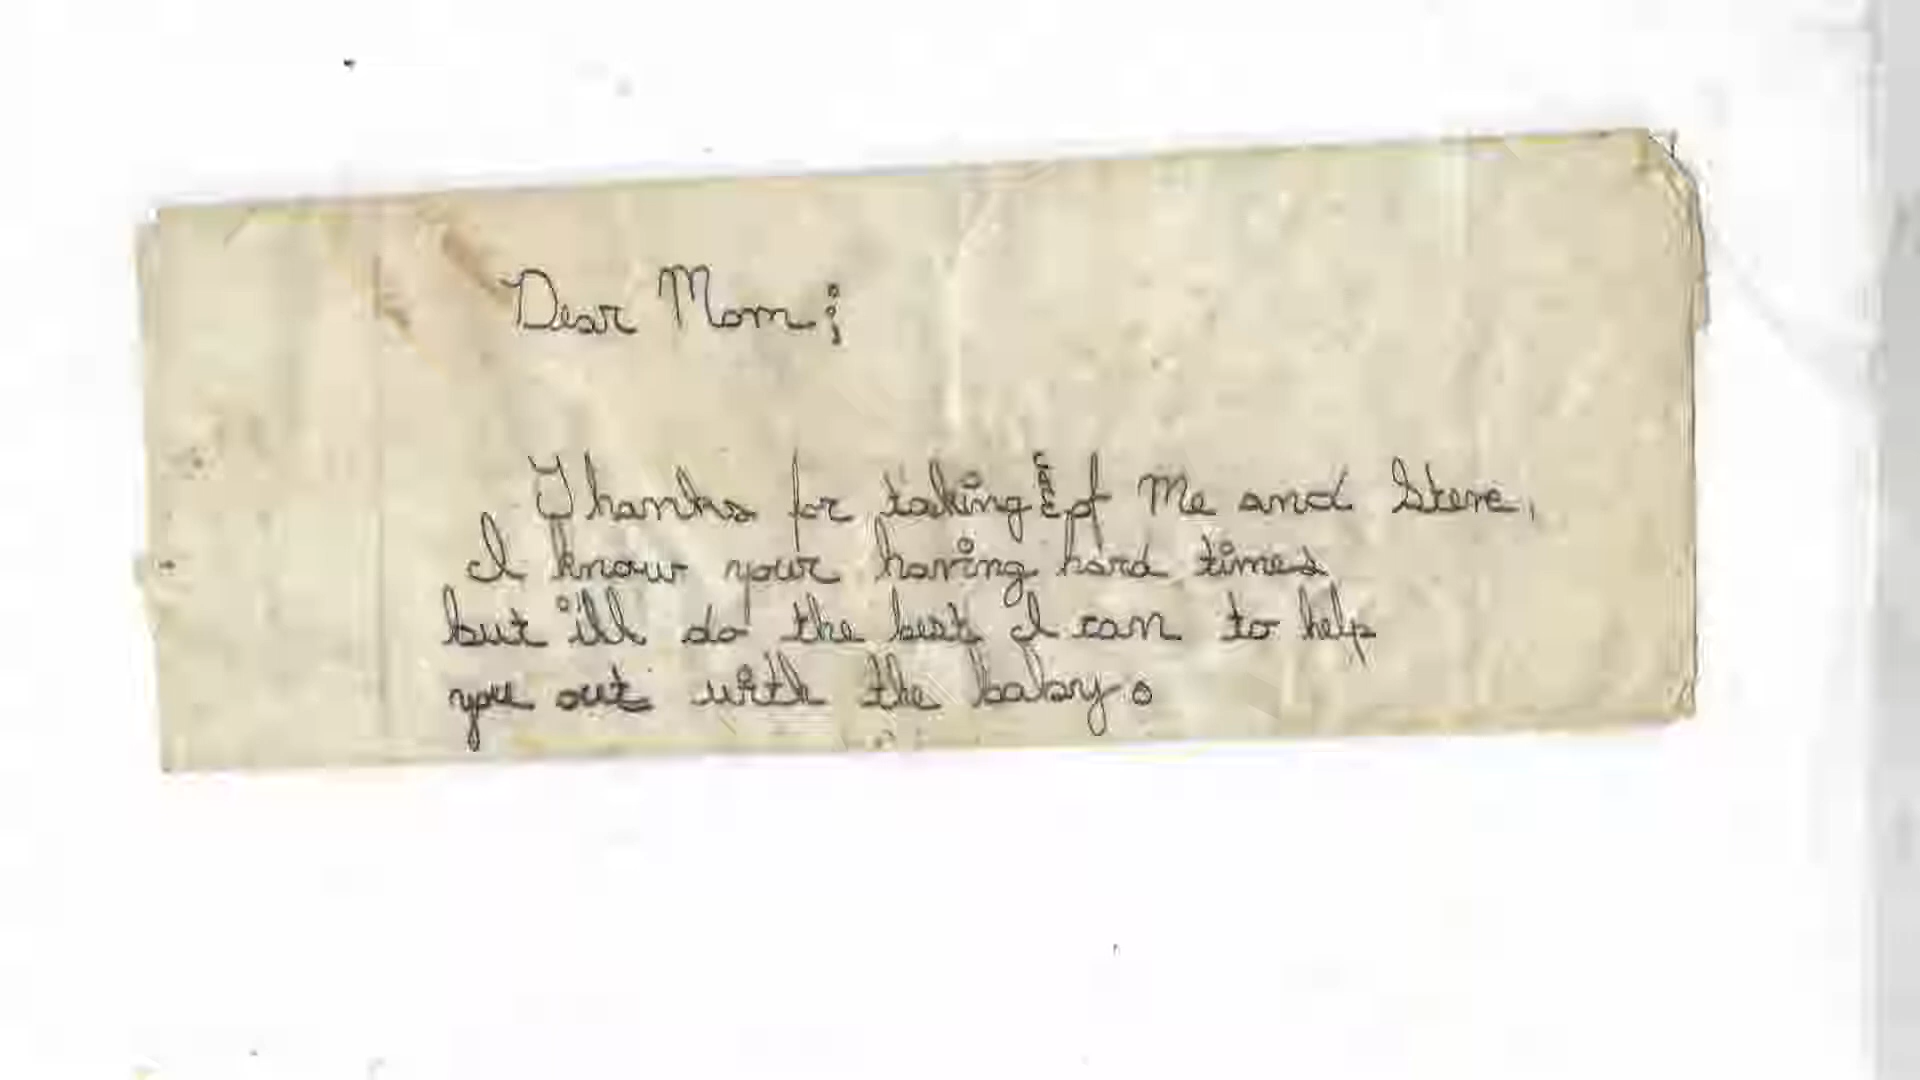 Dear Mom;
Thanks for taking care of Me and Steve,
I know your having hard times
but i'll do the best I can to help
you out with the baby.